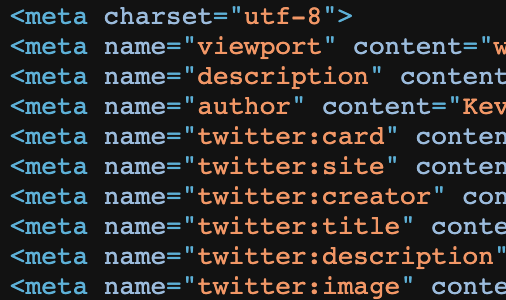 <meta charset="utf-8">
<meta name="viewport" content="w
<meta name="description" content
<meta name="author" content="Kev
<meta name="twitter:card" conten
<meta name="twitter:site" conten
<meta name="twitter:creator" con
<meta name="twitter:title" conte
<meta name="twitter:description"
<meta name="twitter:image" conte